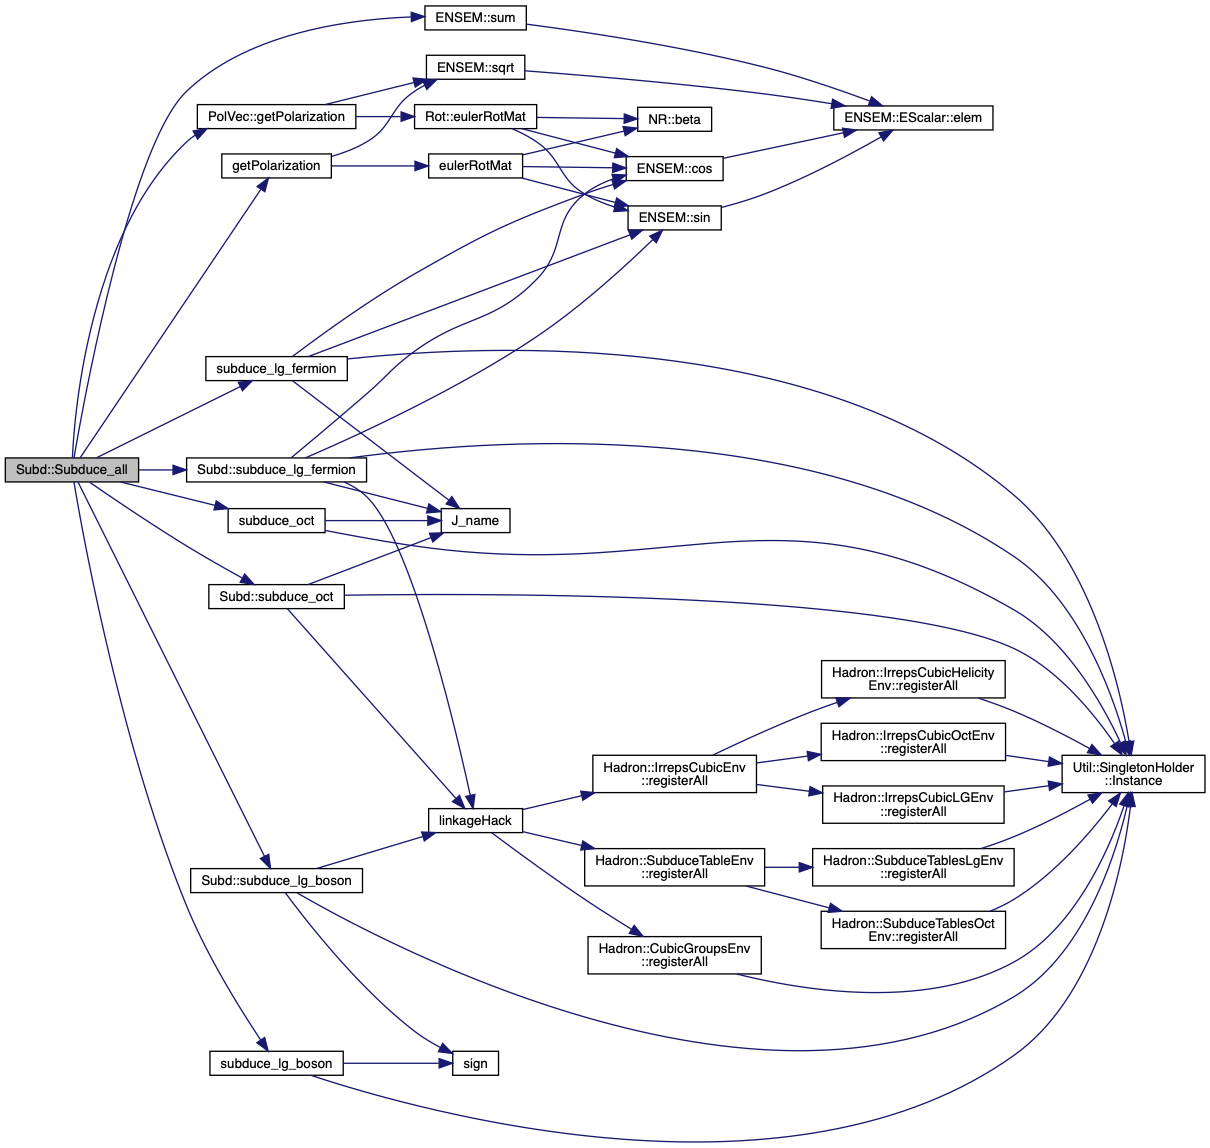 ENSEM::sum
ENSEM::sqrt
PolVec::getPolarization
Rot::eulerRotMat
NR::beta
ENSEM::EScalar::elem
getPolarization
eulerRotMat
ENSEM::cos
ENSEM::sin
subduce_lg_fermion
Subd::Subduce_all
Subd::subduce_lg_fermion
subduce_oct
J_name
Subd::subduce_oct
Hadron::IrrepsCubicHelicity
Env::registerAll
Hadron::IrrepsCubicOctEnv
::registerAll
Hadron::IrrepsCubicEnv
::registerAll
Util::SingletonHolder
::Instance
Hadron::IrrepsCubicLGEnv
::registerAll
linkageHack
Hadron::SubduceTableEnv
::registerAll
Hadron::SubduceTablesLgEnv
::registerAll
Subd::subduce_lg_boson
Hadron::SubduceTablesOct
Env::registerAll
Hadron::CubicGroupsEnv
::registerAll
subduce_lg_boson
sign